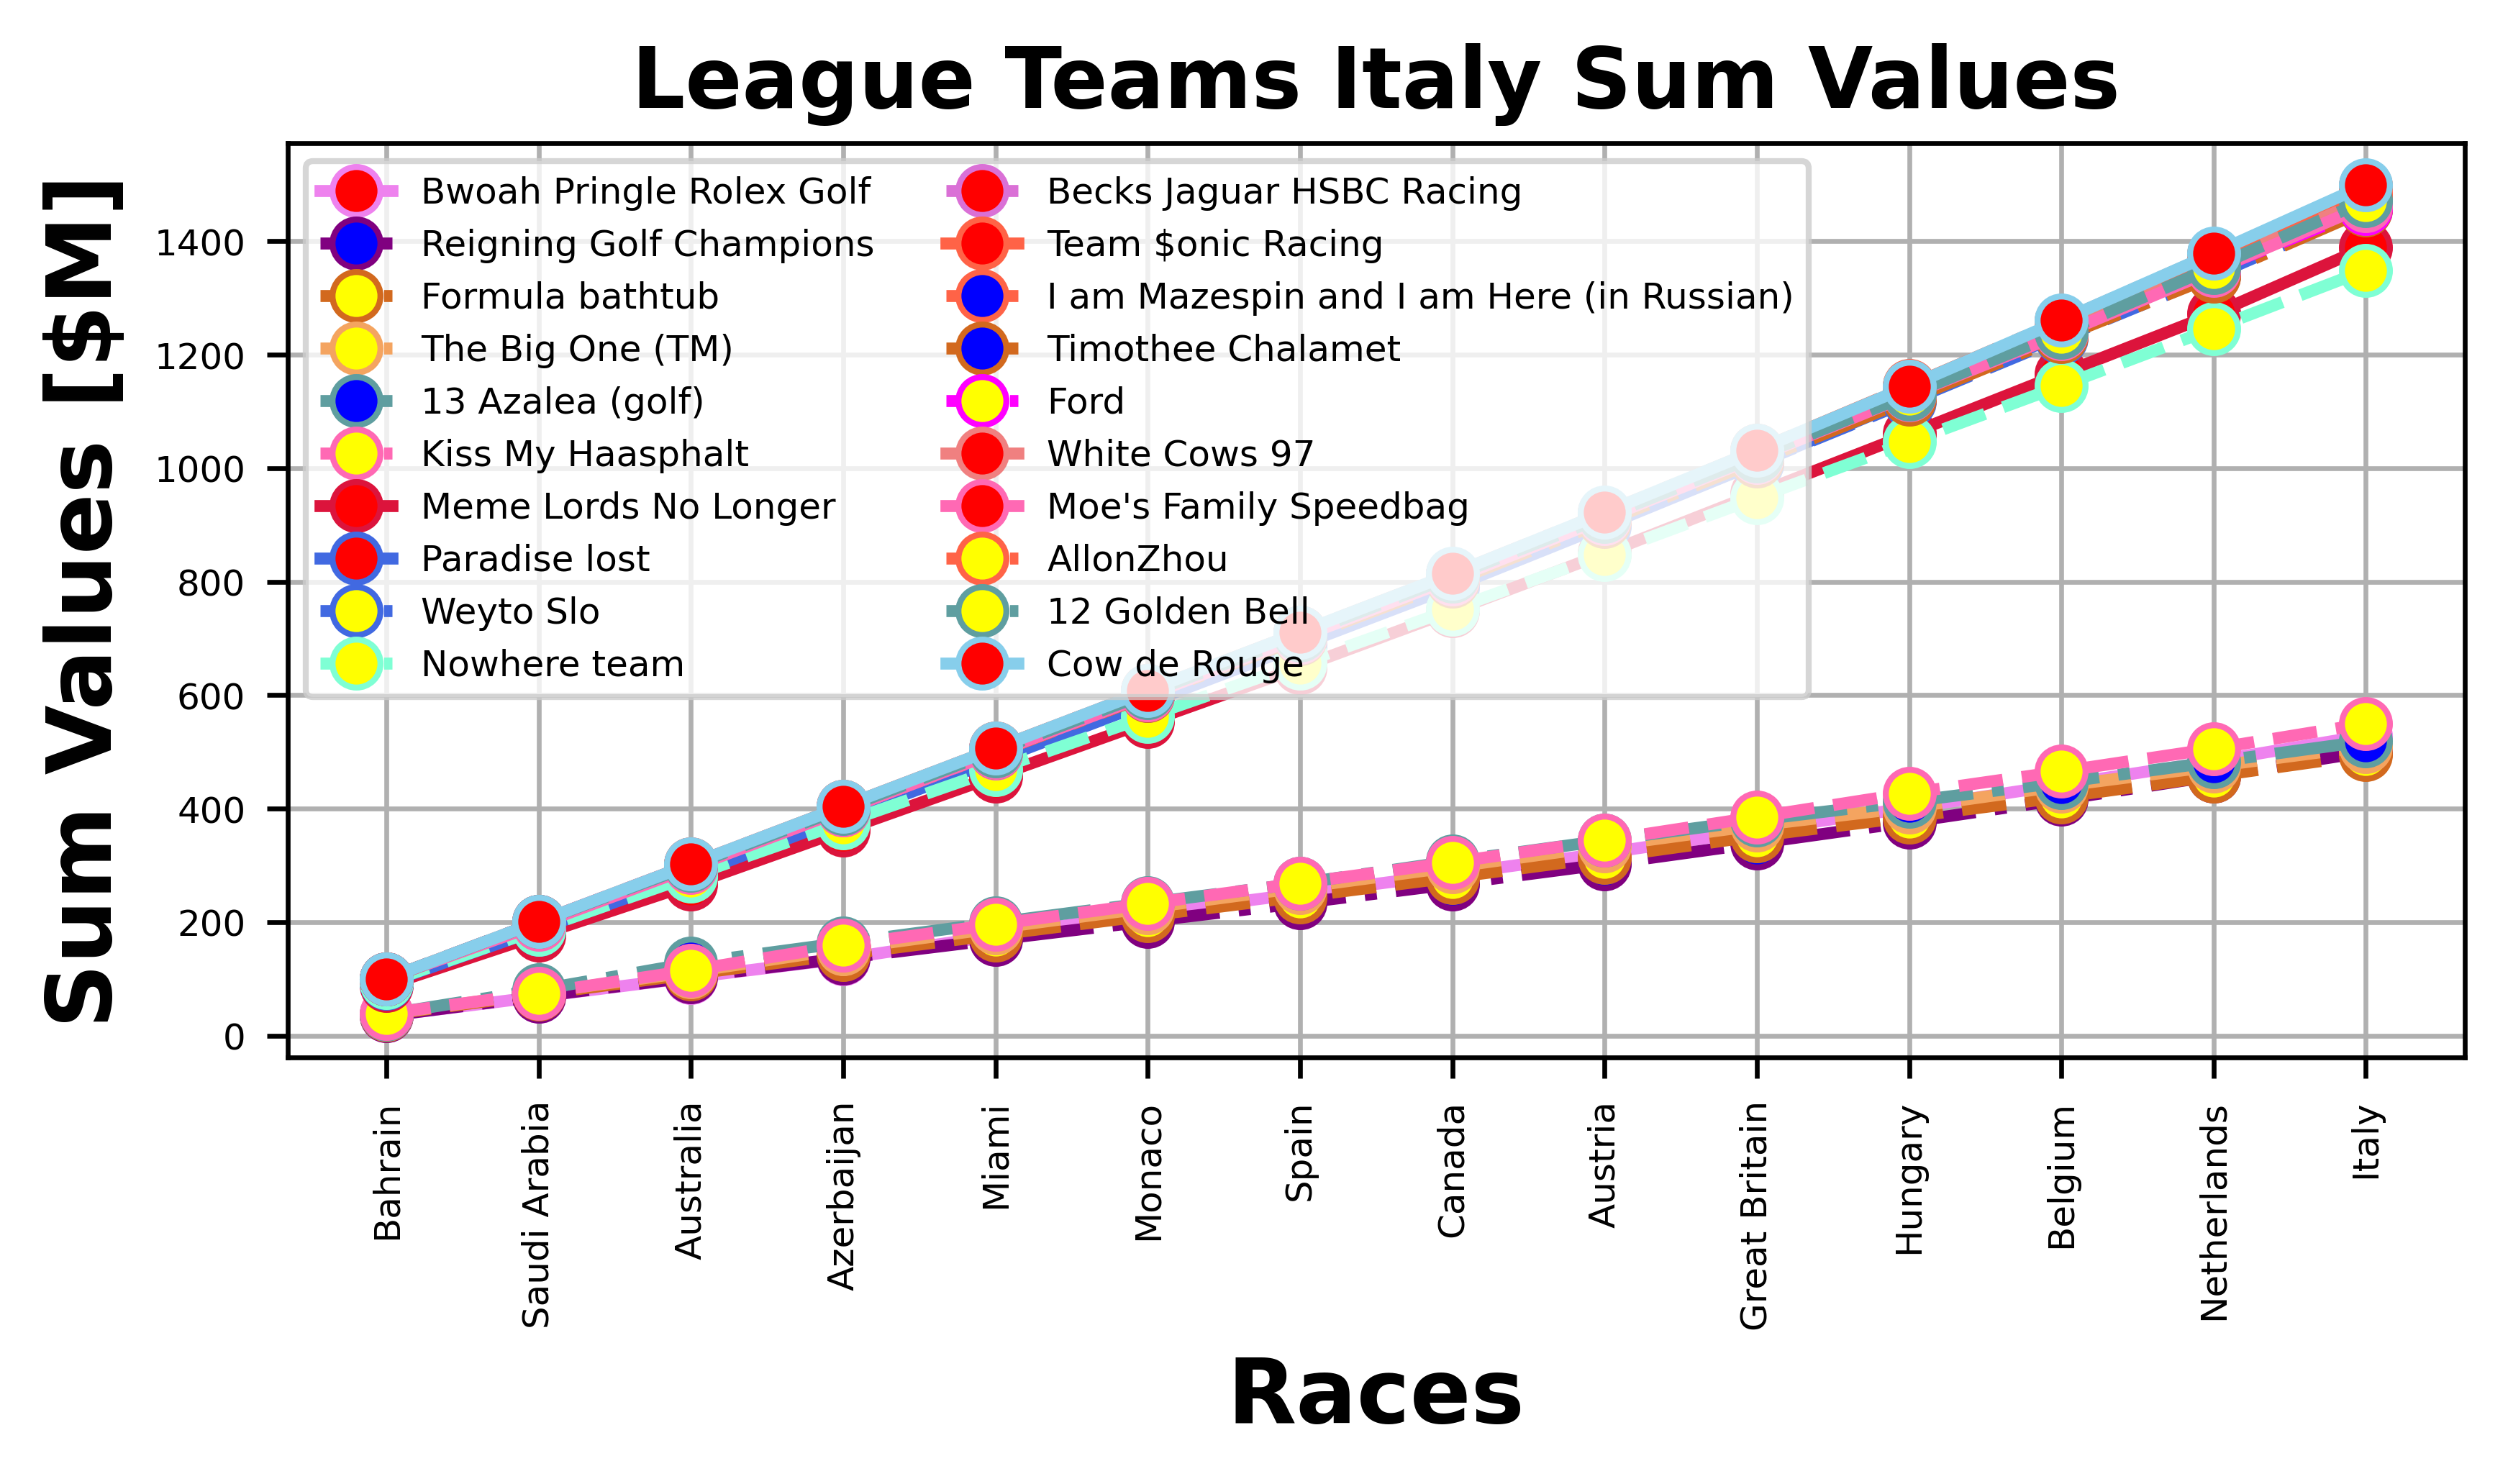 League Teams Italy Sum Values
Sum Values [$M]
1400
1200
1000
800
600
400
200
0
Bwoah Pringle Rolex Golf
Reigning Golf Champions
Formula bathtub
The Big One (TM)
13 Azalea (golf)
Kiss My Haasphalt
Meme Lords No Longer
Paradise lost
Weyto Slo
Nowhere team
Becks Jaguar HSBC Racing
Team $onic Racing
I am Mazespin and I am Here (in Russian)
Timothee Chalamet
Ford
White Cows 97
Moe's Family Speedbag
AllonZhou
12 Golden Bell
Cow de Rouge
Bahrain
Saudi Arabia
Australia
Azerbaijan
Miami
Monaco
Spain
Canada
Austria
Great Britain
Hungary
Belgium
Netherlands
Italy
Races